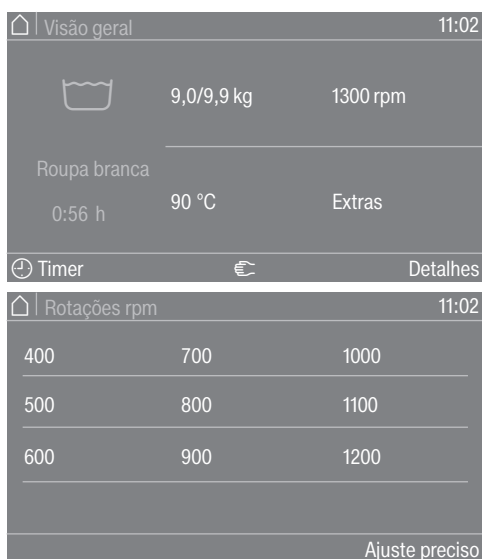 Visão geral 11:02
9,0/9,9 kg 1300 rpm
Roupa branca
0:56 h
90 °C Extras
Timer Detalhes
Rotações rpm 11:02
400 700 1000
500 800 1100
600 900 1200
Ajuste preciso